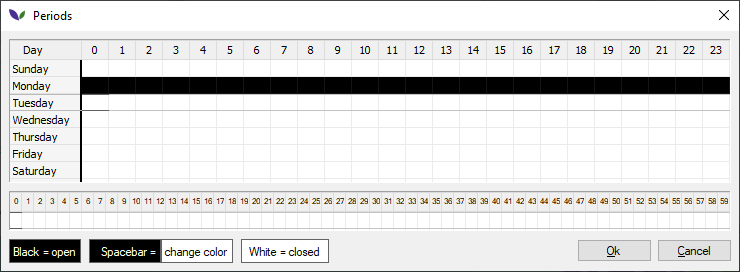 Periods
Day 0 1 2 3 4 5 6 7 8 9 10 11 12 13 14 15 16 17 18 19 20 21 22 23
Sunday
Monday
Tuesday
Wednesday
Thursday
Friday
Saturday
0 1 2 3 4 5 6 7 8 9 10 11 12 13 14 15 16 17 18 19 20 21 22 23 24 25 26 27 28 29 30 31 32 33 34 35 36 37 38 39 40 41 42 43 44 45 46 47 48 49 50 51 52 53 54 55 56 57 58 59
Black = open Spacebar = change color White = closed Ok Cancel